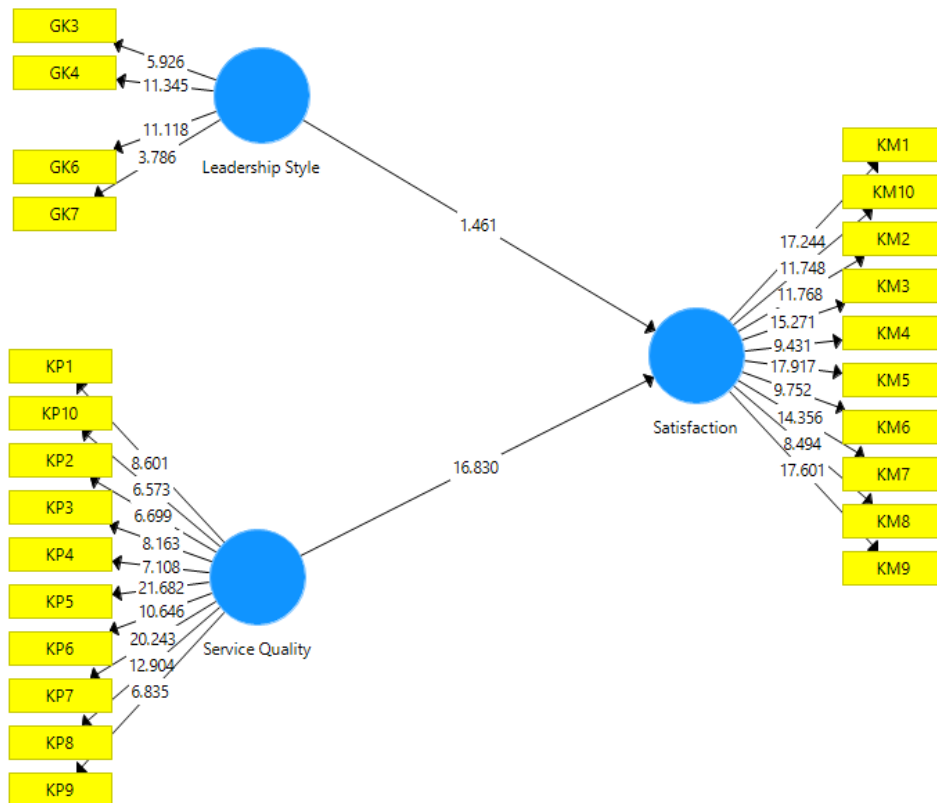 GK3
GK4
GK6
GK7
5.926
11.345
11.118
3.786
Leadership Style
1.461
KP1
KP10
KP2
KP3
KP4
KP5
KP6
KP7
KP8
KP9
8.601
6.573
6.699
8.163
7.108
21.682
10.646
20.243
12.904
6.835
Service Quality
16.830
Satisfaction
17.244
11.748
11.768
15.271
9.431
17.917
9.752
14.356
8.494
17.601
KM1
KM10
KM2
KM3
KM4
KM5
KM6
KM7
KM8
KM9